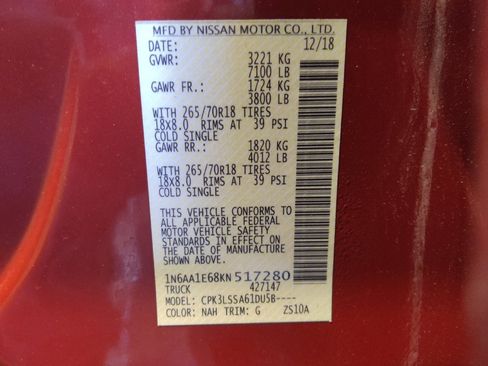 MFD BY NISSAN MOTOR CO., LTD.
DATE: 12/18
GVWR: 3221 KG
7100 LB
GAWR FR.: 1724 KG
3800 LB
WITH 265/70R18 TIRES
18x8.0 RIMS AT 39 PSI
COLD SINGLE
GAWR RR.: 1820 KG
4012 LB
WITH 265/70R18 TIRES
18x8.0 RIMS AT 39 PSI
COLD SINGLE
THIS VEHICLE CONFORMS TO
ALL APPLICABLE FEDERAL
MOTOR VEHICLE SAFETY
STANDARDS IN EFFECT ON
THE DATE OF MANUFACTURE
SHOWN ABOVE.
1N6AA1E68KN517280
TRUCK 427147
MODEL: CPK3LSSA61DU5B----
COLOR: NAH TRIM: G ZS10A